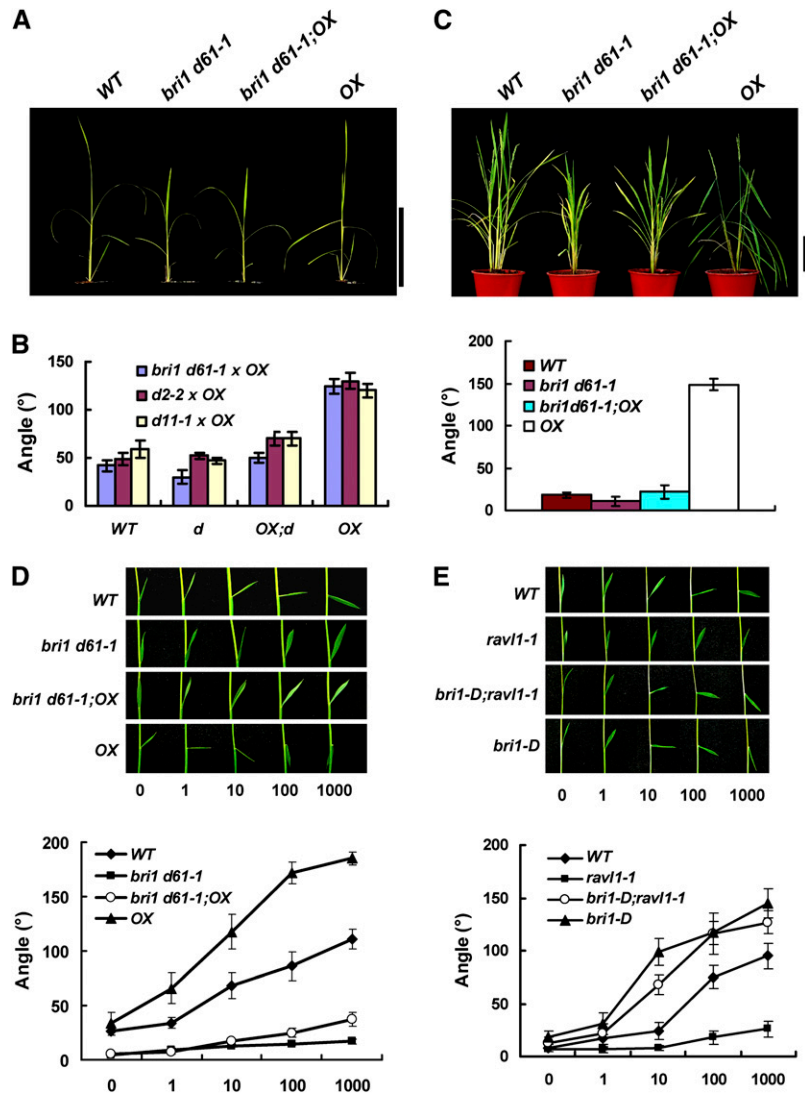 A
WT
bri1 d61-1
bri1 d61-1;OX
OX
C
WT
bri1 d61-1
bri1 d61-1;OX
OX
B
Angle (°)
150
100
50
0
bri1 d61-1 x OX
d2-2 x OX
d11-1 x OX
WT
d
OX;d
OX
Angle (°)
200
150
100
50
0
WT
bri1 d61-1
bri1d61-1;OX
OX
D
WT
bri1 d61-1
bri1 d61-1;OX
OX
0 1 10 100 1000
Angle (°)
200
150
100
50
0
WT
bri1 d61-1
bri1 d61-1;OX
OX
0 1 10 100 1000
E
WT
ravl1-1
bri1-D;ravl1-1
bri1-D
0 1 10 100 1000
Angle (°)
200
150
100
50
0
WT
ravl1-1
bri1-D;ravl1-1
bri1-D
0 1 10 100 1000